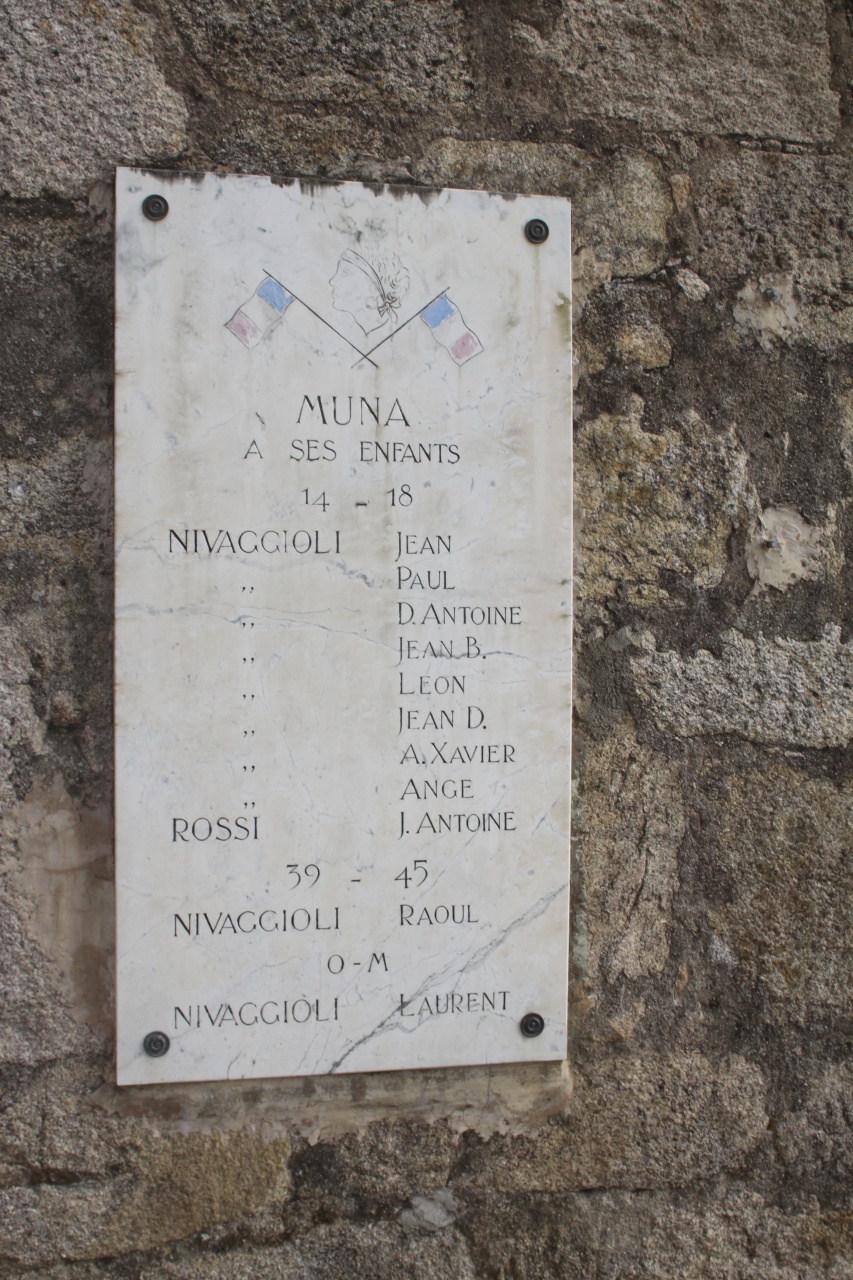 MUNA
A SES ENFANTS
14 - 18
NIVAGGIOLI JEAN
,, PAUL
,, D. ANTOINE
,, JEAN B.
,, LEON
,, JEAN D.
,, A. XAVIER
,, ANGE
ROSSI J. ANTOINE
39 - 45
NIVAGGIOLI RAOUL
O-M
NIVAGGIOLI LAURENT